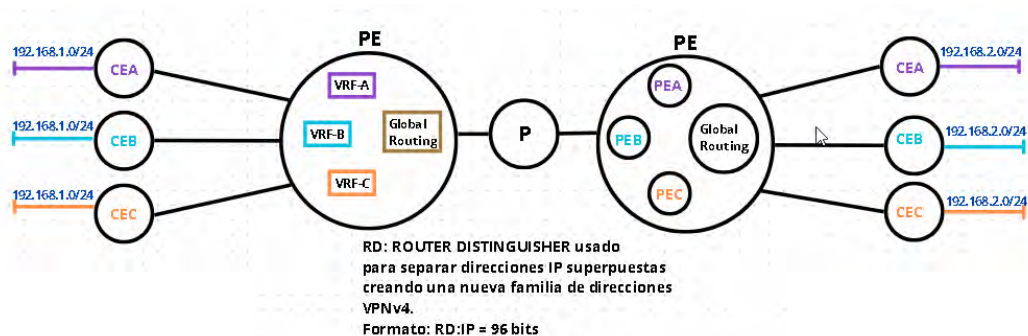 PE
PE
192.168.1.0/24
CEA
VRF-A
PEA
CEA
192.168.2.0/24
192.168.1.0/24
CEB
VRF-B
Global
Routing
P
PEB
Global
Routing
CEB
192.168.2.0/24
192.168.1.0/24
CEC
VRF-C
PEC
CEC
192.168.2.0/24
RD: ROUTER DISTINGUISHER usado
para separar direcciones IP superpuestas
creando una nueva familia de direcciones
VPNv4.
Formato: RD:IP = 96 bits